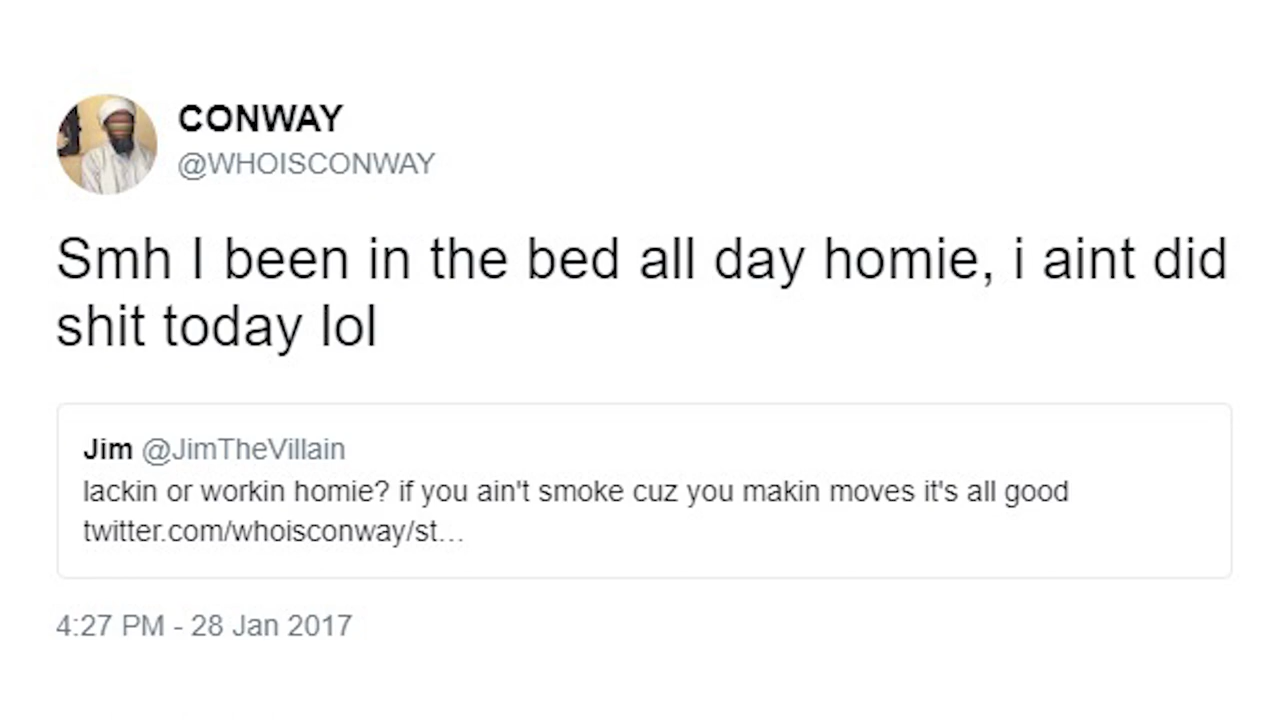 CONWAY
@WHOISCONWAY
Smh I been in the bed all day homie, i aint did
shit today lol
Jim @JimTheVillain
lackin or workin homie? if you ain't smoke cuz you makin moves it's all good
twitter.com/whoisconway/st...
4:27 PM - 28 Jan 2017